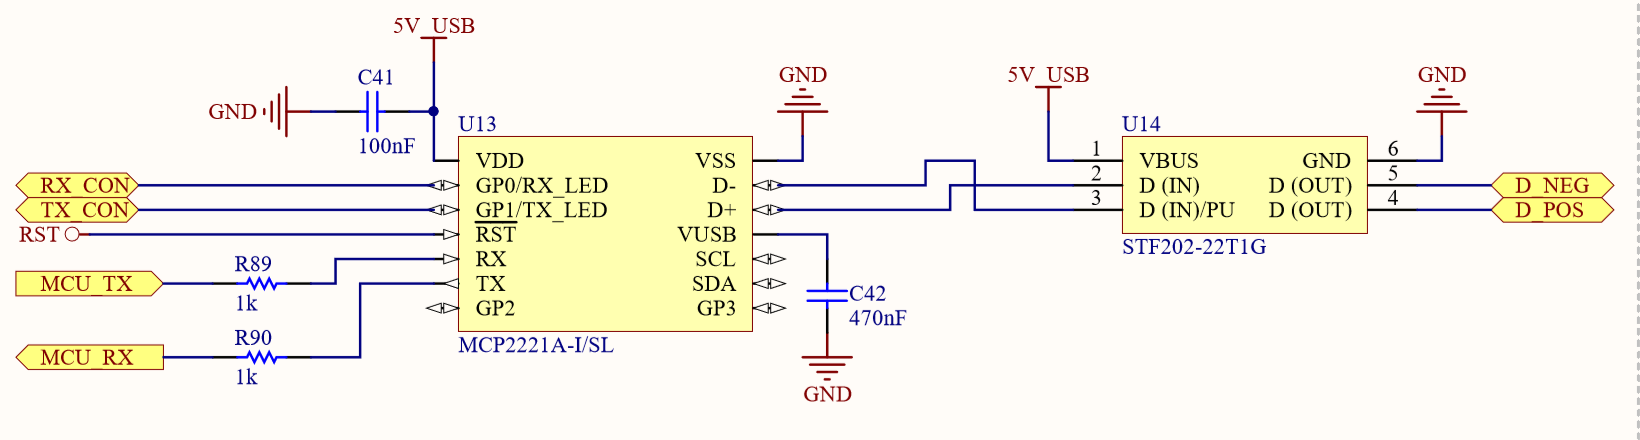 5V_USB
C41
GND
100nF
U13
VDD
VSS
GND
RX_CON
GP0/RX_LED
D-
TX_CON
GP1/TX_LED
D+
RST
RST
VUSB
MCU_TX
R89
1k
RX
SCL
TX
SDA
MCU_RX
R90
1k
GP2
GP3
MCP2221A-I/SL
C42
470nF
GND
5V_USB
GND
U14
1
VBUS
GND
6
2
D (IN)
D (OUT)
5
D_NEG
3
D (IN)/PU
D (OUT)
4
D_POS
STF202-22T1G